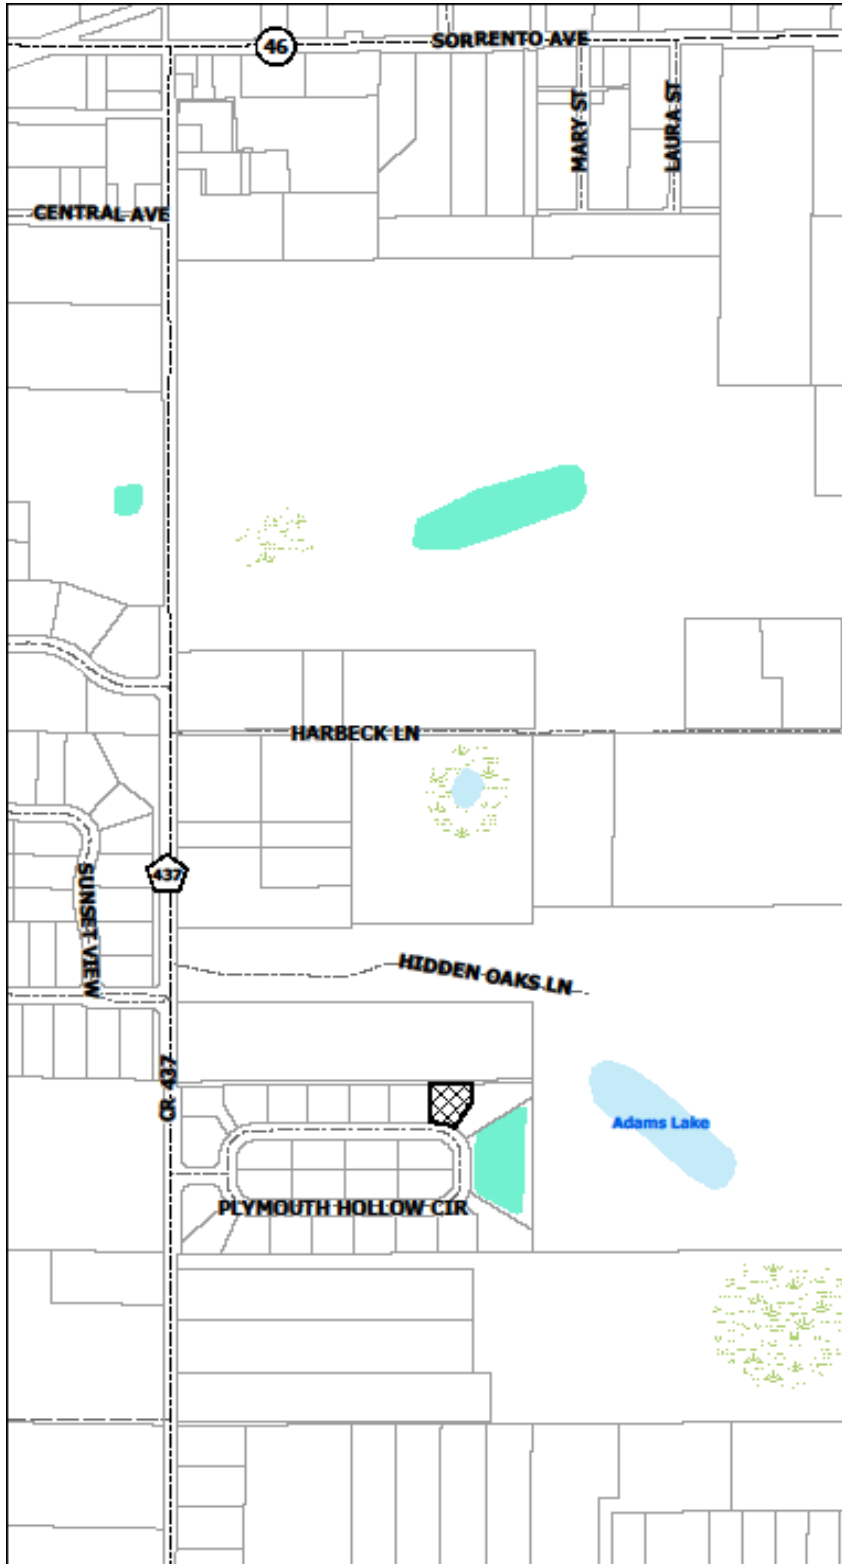 46
SORRENTO AVE
MARY ST
LAURA ST
CENTRAL AVE
HARBECK LN
437
SUNSET VIEW
HIDDEN OAKS LN
CR 437
Adams Lake
PLYMOUTH HOLLOW CIR